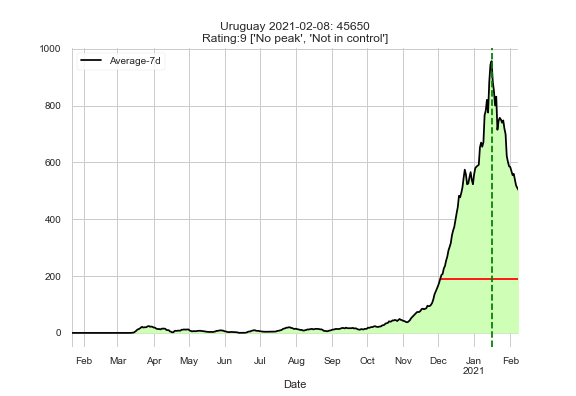 Uruguay 2021-02-08: 45650
Rating:9 ['No peak', 'Not in control']
1000
Average-7d
800
600
400
200
0
Feb Mar Apr May Jun Jul Aug Sep Oct Nov Dec Jan Feb
2021
Date